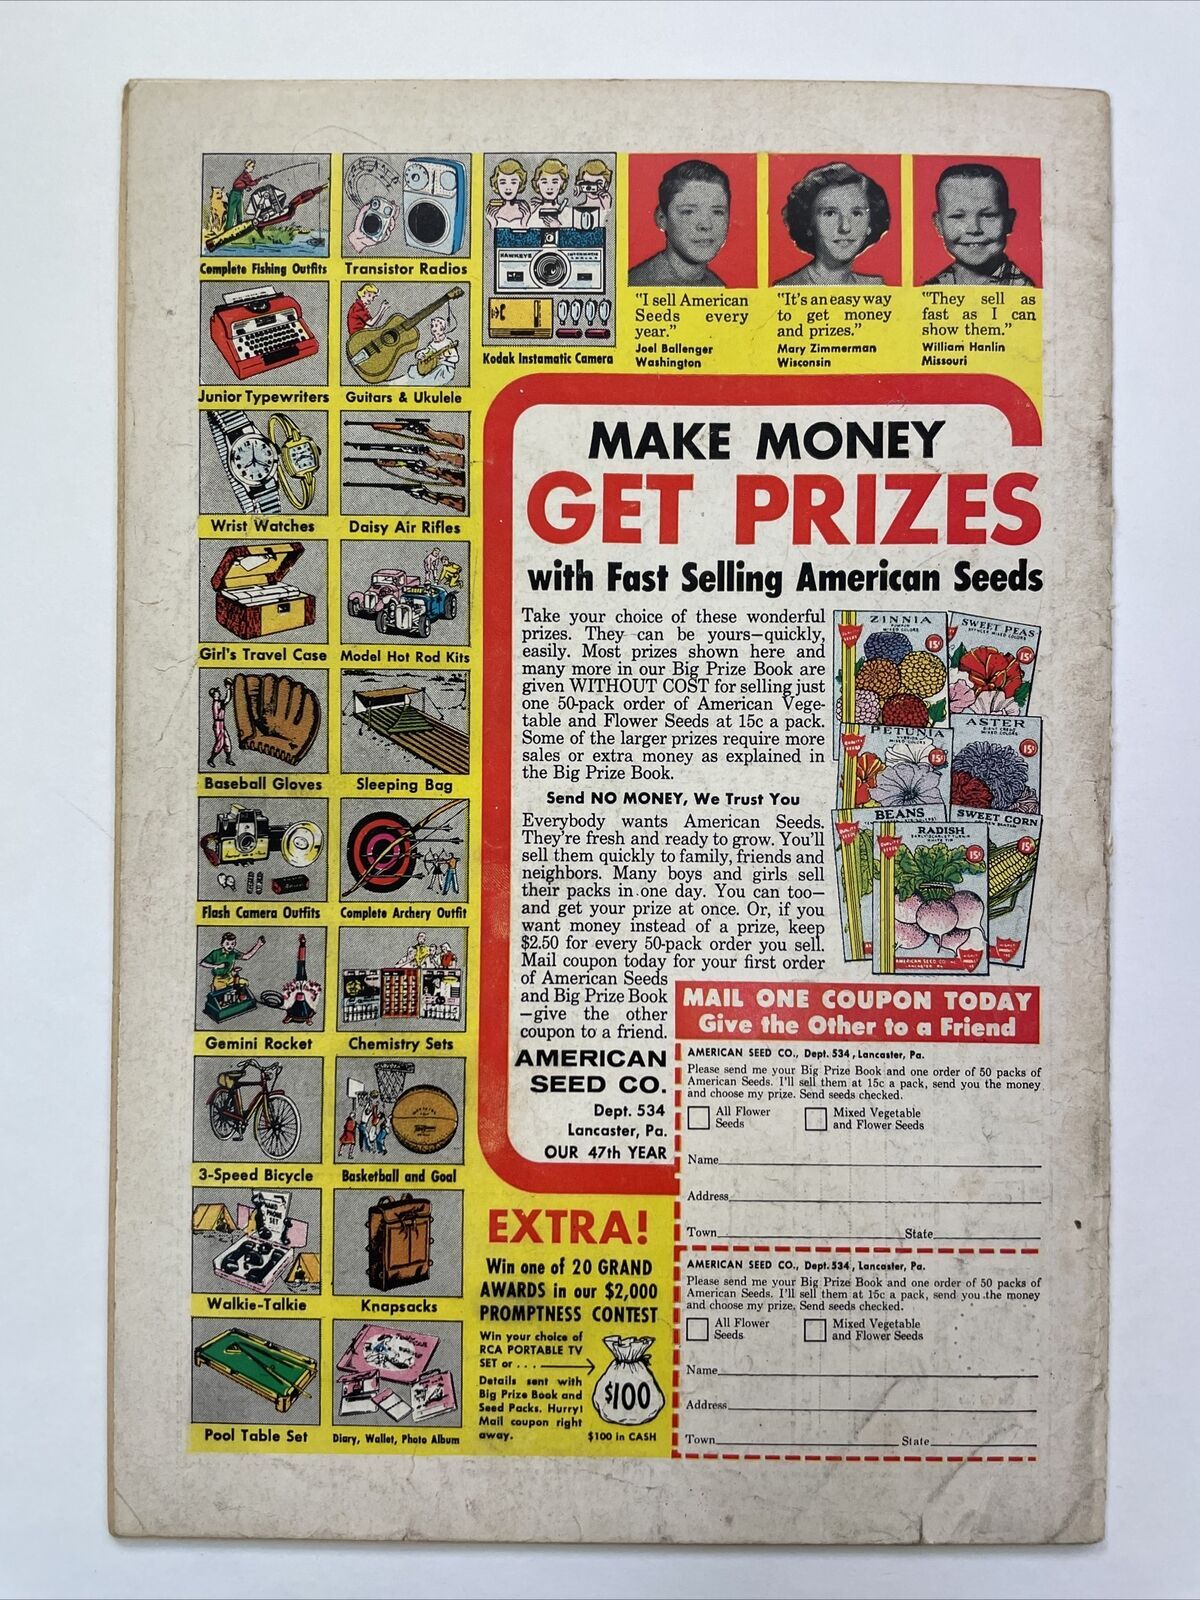 Complete Fishing Outfits
Transistor Radios
HAWKEYE
Kodak Instamatic Camera
Junior Typewriters
Guitars & Ukulele
Wrist Watches
Daisy Air Rifles
Girl's Travel Case
Model Hot Rod Kits
Baseball Gloves
Sleeping Bag
Flash Camera Outfits
Complete Archery Outfit
Gemini Rocket
Chemistry Sets
3-Speed Bicycle
Basketball and Goal
Walkie-Talkie
Knapsacks
Pool Table Set
Diary, Wallet, Photo Album
"I sell American
Seeds every
year."
Joel Ballenger
Washington
"It's an easy way
to get money
and prizes."
Mary Zimmerman
Wisconsin
"They sell as
fast as I can
show them."
William Hanlin
Missouri
MAKE MONEY
GET PRIZES
with Fast Selling American Seeds
Take your choice of these wonderful
prizes. They can be yours—quickly,
easily. Most prizes shown here and
many more in our Big Prize Book are
given WITHOUT COST for selling just
one 50-pack order of American Vege-
table and Flower Seeds at 15c a pack.
Some of the larger prizes require more
sales or extra money as explained in
the Big Prize Book.
Send NO MONEY, We Trust You
Everybody wants American Seeds.
They're fresh and ready to grow. You'll
sell them quickly to family, friends and
neighbors. Many boys and girls sell
their packs in one day. You can too—
and get your prize at once. Or, if you
want money instead of a prize, keep
$2.50 for every 50-pack order you sell.
Mail coupon today for your first order
of American Seeds
and Big Prize Book
—give the other
coupon to a friend.
AMERICAN
SEED CO.
Dept. 534
Lancaster, Pa.
OUR 47th YEAR
ZINNIA
MIXED COLORS
15¢
SWEET PEAS
MIXED COLORS
15¢
PETUNIA
MIXED COLORS
15¢
ASTER
MIXED COLORS
15¢
BEANS
SWEET CORN
15¢
RADISH
15¢
AMERICAN SEED CO.
LANCASTER, PA.
MAIL ONE COUPON TODAY
Give the Other to a Friend
AMERICAN SEED CO., Dept. 534, Lancaster, Pa.
Please send me your Big Prize Book and one order of 50 packs of
American Seeds. I'll sell them at 15c a pack, send you the money
and choose my prize. Send seeds checked.
All Flower
Seeds
Mixed Vegetable
and Flower Seeds
Name
Address
Town State
AMERICAN SEED CO., Dept. 534, Lancaster, Pa.
Please send me your Big Prize Book and one order of 50 packs of
American Seeds. I'll sell them at 15c a pack, send you the money
and choose my prize. Send seeds checked.
All Flower
Seeds
Mixed Vegetable
and Flower Seeds
Name
Address
Town State
EXTRA!
Win one of 20 GRAND
AWARDS in our $2,000
PROMPTNESS CONTEST
Win your choice of
RCA PORTABLE TV
SET or . . .
Details sent with
Big Prize Book and
Seed Packs. Hurry!
Mail coupon right
away.
$100
$100 in CASH